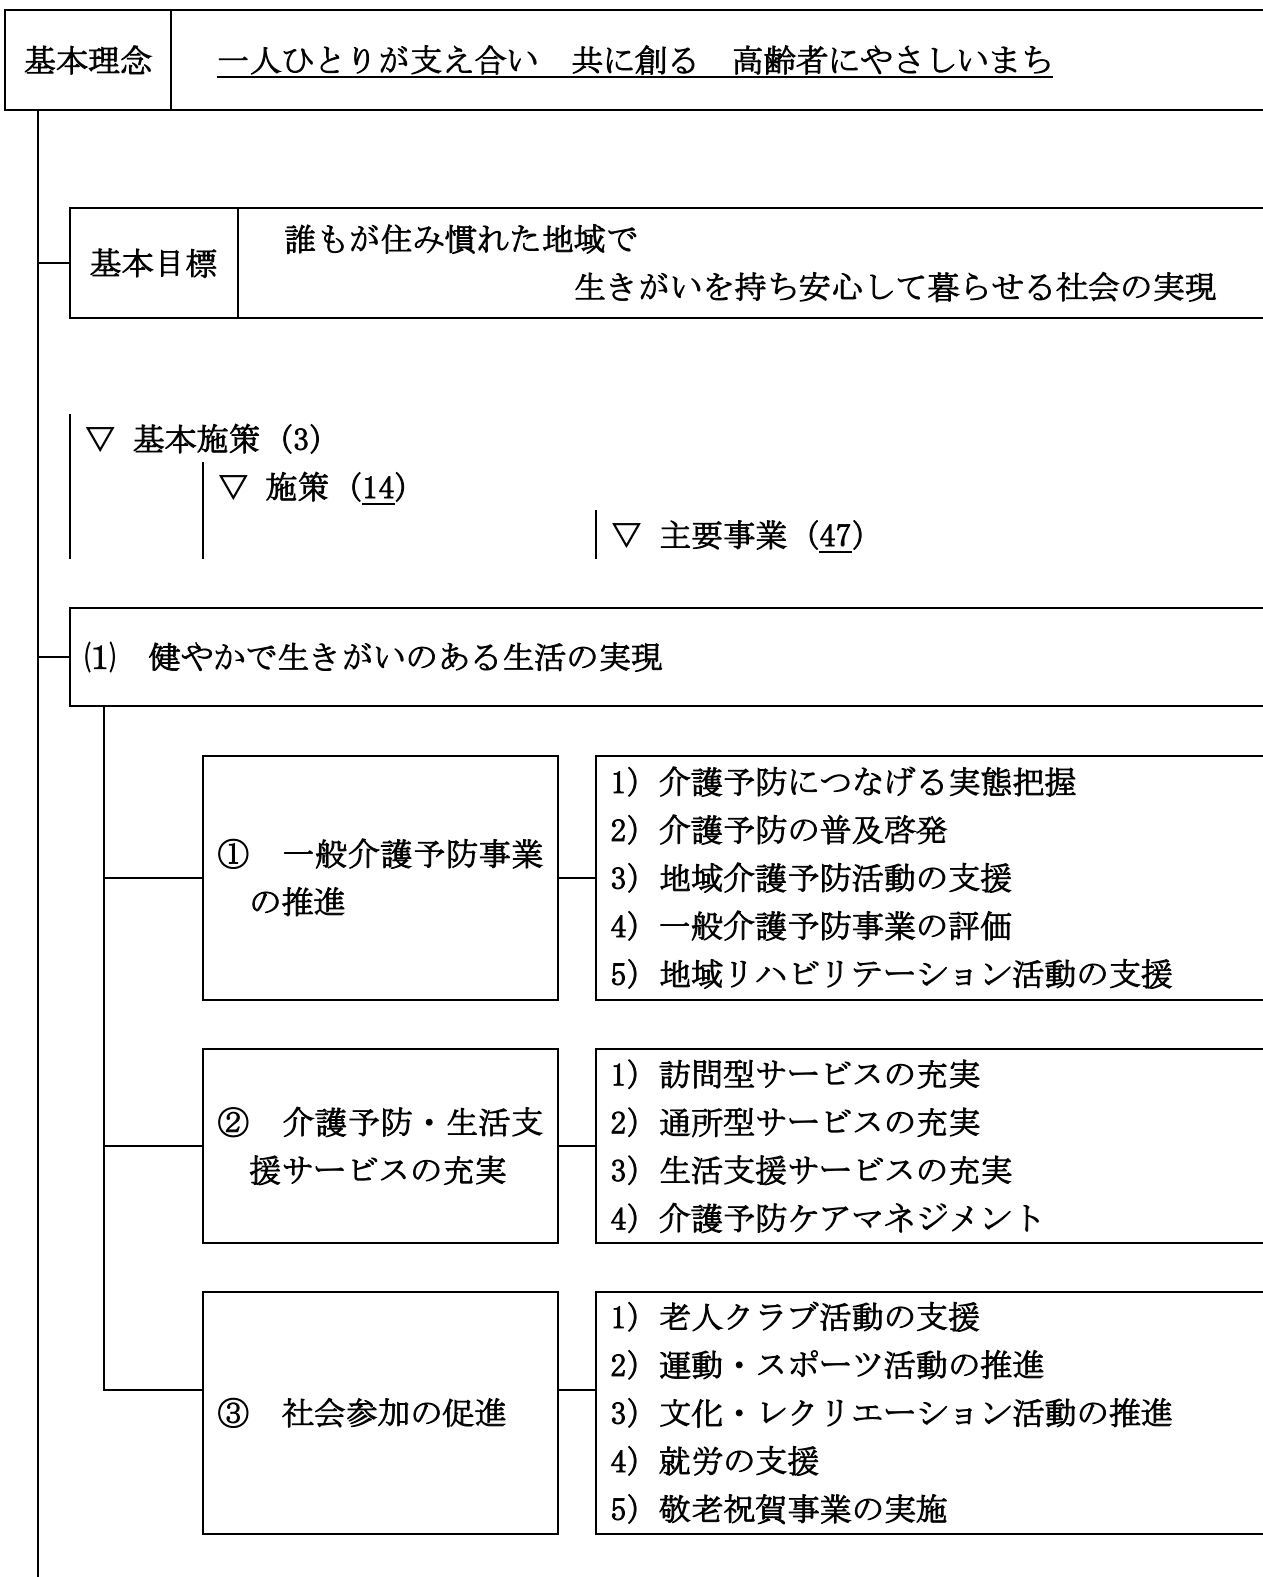 基本理念　一人ひとりが支え合い　共に創る　高齢者にやさしいまち
基本目標
誰もが住み慣れた地域で
生きがいを持ち安心して暮らせる社会の実現
▽ 基本施策（3）
▽ 施策（14）
▽ 主要事業（47）
⑴　健やかで生きがいのある生活の実現
①　一般介護予防事業
の推進
1）介護予防につなげる実態把握
2）介護予防の普及啓発
3）地域介護予防活動の支援
4）一般介護予防事業の評価
5）地域リハビリテーション活動の支援
②　介護予防・生活支
援サービスの充実
1）訪問型サービスの充実
2）通所型サービスの充実
3）生活支援サービスの充実
4）介護予防ケアマネジメント
③　社会参加の促進
1）老人クラブ活動の支援
2）運動・スポーツ活動の推進
3）文化・レクリエーション活動の推進
4）就労の支援
5）敬老祝賀事業の実施